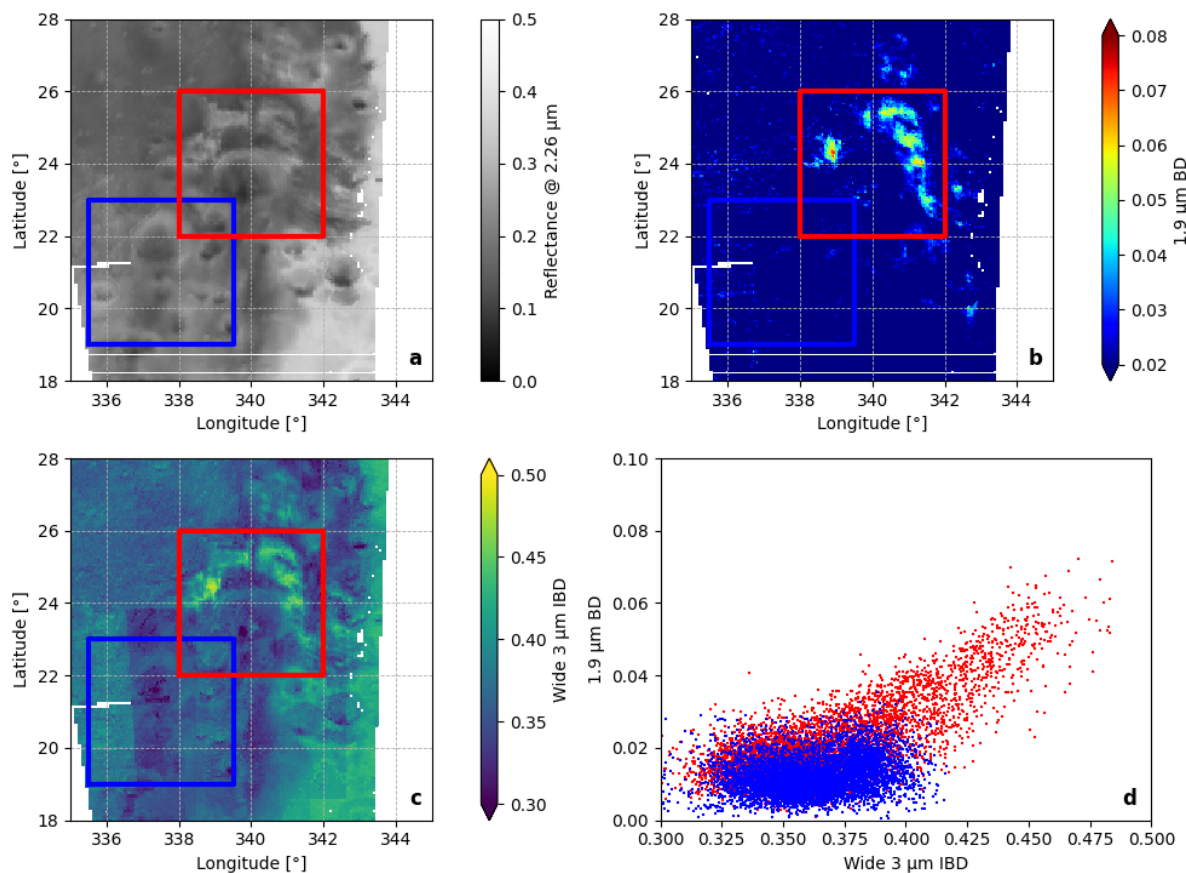 28
26
24
22
20
18
Latitude [°]
336 338 340 342 344
Longitude [°]
a
0.5
0.4
0.3
0.2
0.1
0.0
Reflectance @ 2.26 μm
28
26
24
22
20
18
Latitude [°]
336 338 340 342 344
Longitude [°]
b
0.08
0.07
0.06
0.05
0.04
0.03
0.02
1.9 μm BD
28
26
24
22
20
18
Latitude [°]
336 338 340 342 344
Longitude [°]
c
0.50
0.45
0.40
0.35
0.30
Wide 3 μm IBD
0.10
0.08
0.06
0.04
0.02
0.00
1.9 μm BD
0.300 0.325 0.350 0.375 0.400 0.425 0.450 0.475 0.500
Wide 3 μm IBD
d